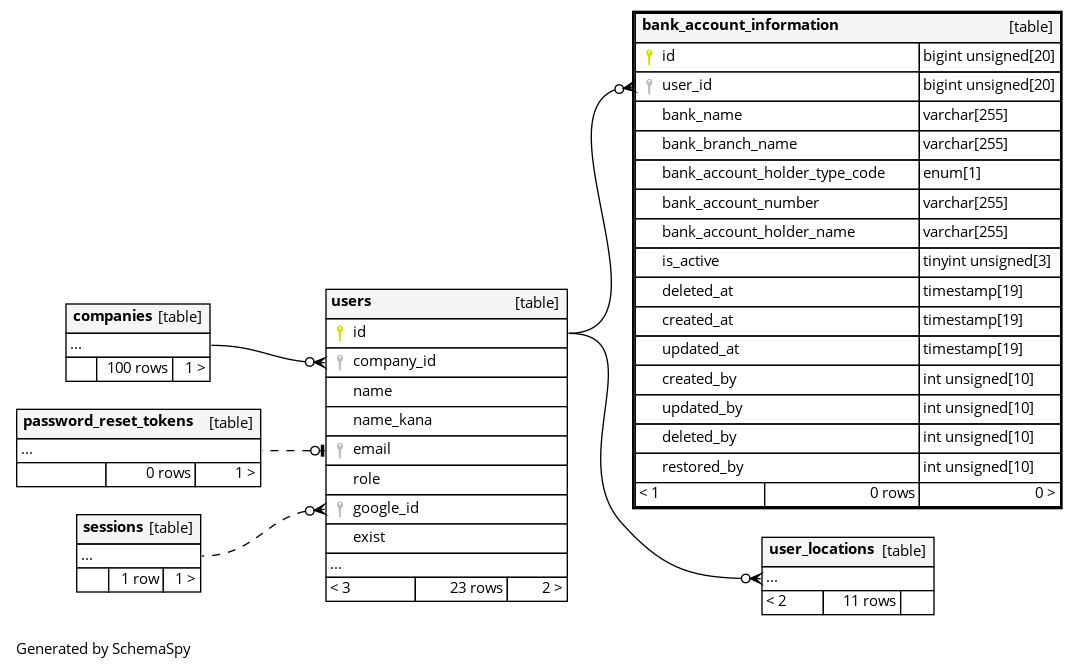 bank_account_information [table]
id bigint unsigned[20]
user_id bigint unsigned[20]
bank_name varchar[255]
bank_branch_name varchar[255]
bank_account_holder_type_code enum[1]
bank_account_number varchar[255]
bank_account_holder_name varchar[255]
is_active tinyint unsigned[3]
deleted_at timestamp[19]
created_at timestamp[19]
updated_at timestamp[19]
created_by int unsigned[10]
updated_by int unsigned[10]
deleted_by int unsigned[10]
restored_by int unsigned[10]
< 1 0 rows 0 >
users [table]
id
company_id
name
name_kana
email
role
google_id
exist
...
< 3 23 rows 2 >
companies [table]
...
100 rows 1 >
password_reset_tokens [table]
...
0 rows 1 >
sessions [table]
...
1 row 1 >
user_locations [table]
...
< 2 11 rows
Generated by SchemaSpy